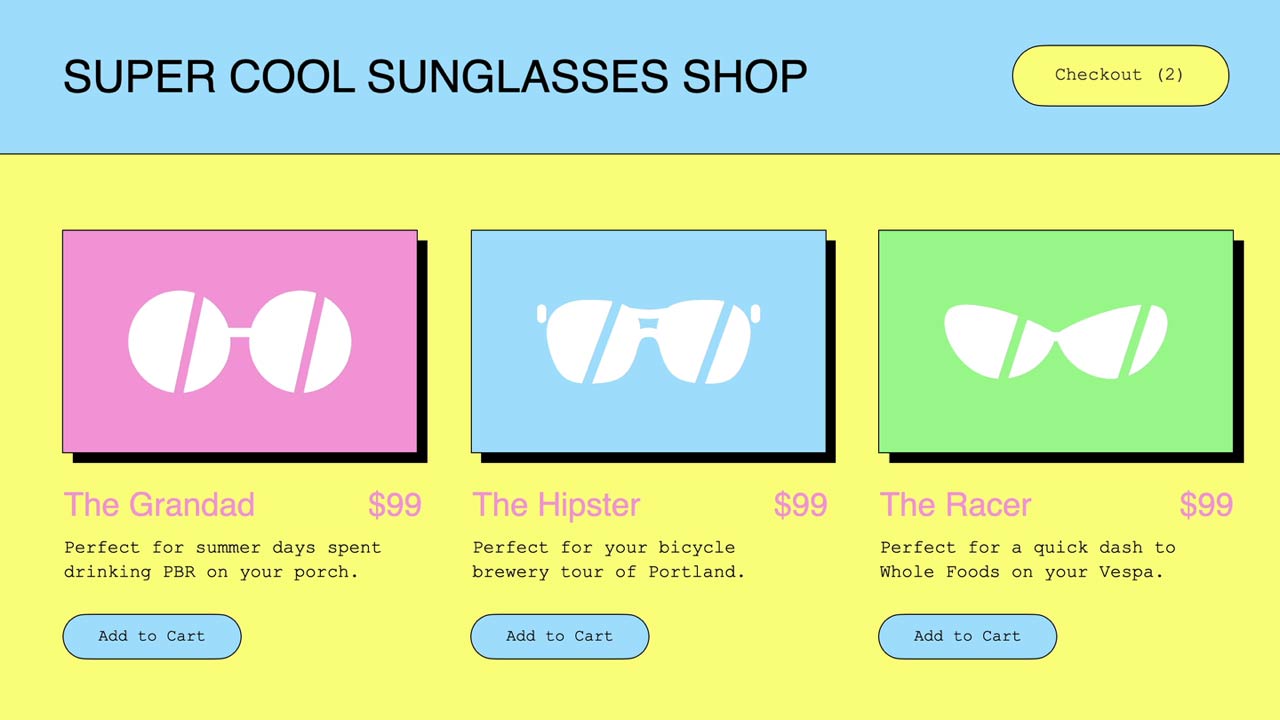 SUPER COOL SUNGLASSES SHOP
Checkout (2)
The Grandad $99
Perfect for summer days spent
drinking PBR on your porch.
Add to Cart
The Hipster $99
Perfect for your bicycle
brewery tour of Portland.
Add to Cart
The Racer $99
Perfect for a quick dash to
Whole Foods on your Vespa.
Add to Cart